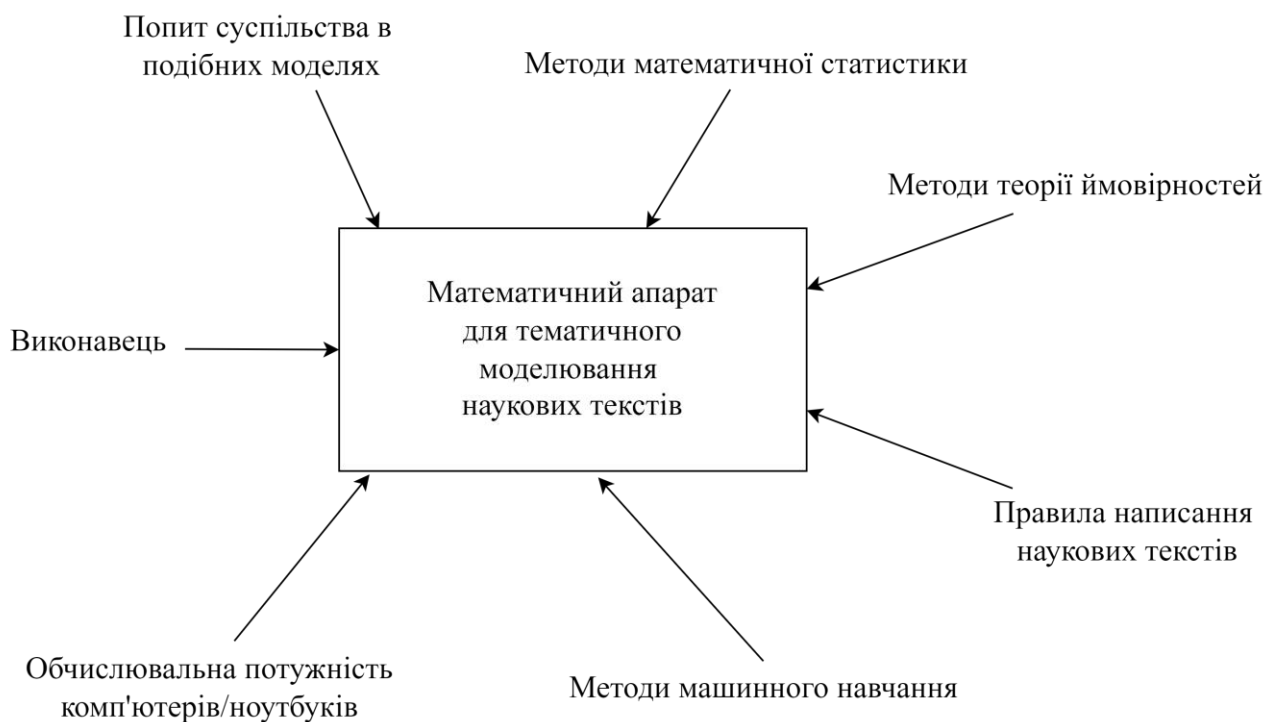 Попит суспільства в
подібних моделях
Методи математичної статистики
Методи теорії ймовірностей
Математичний апарат
для тематичного
моделювання
наукових текстів
Виконавець
Правила написання
наукових текстів
Обчислювальна потужність
комп'ютерів/ноутбуків
Методи машинного навчання